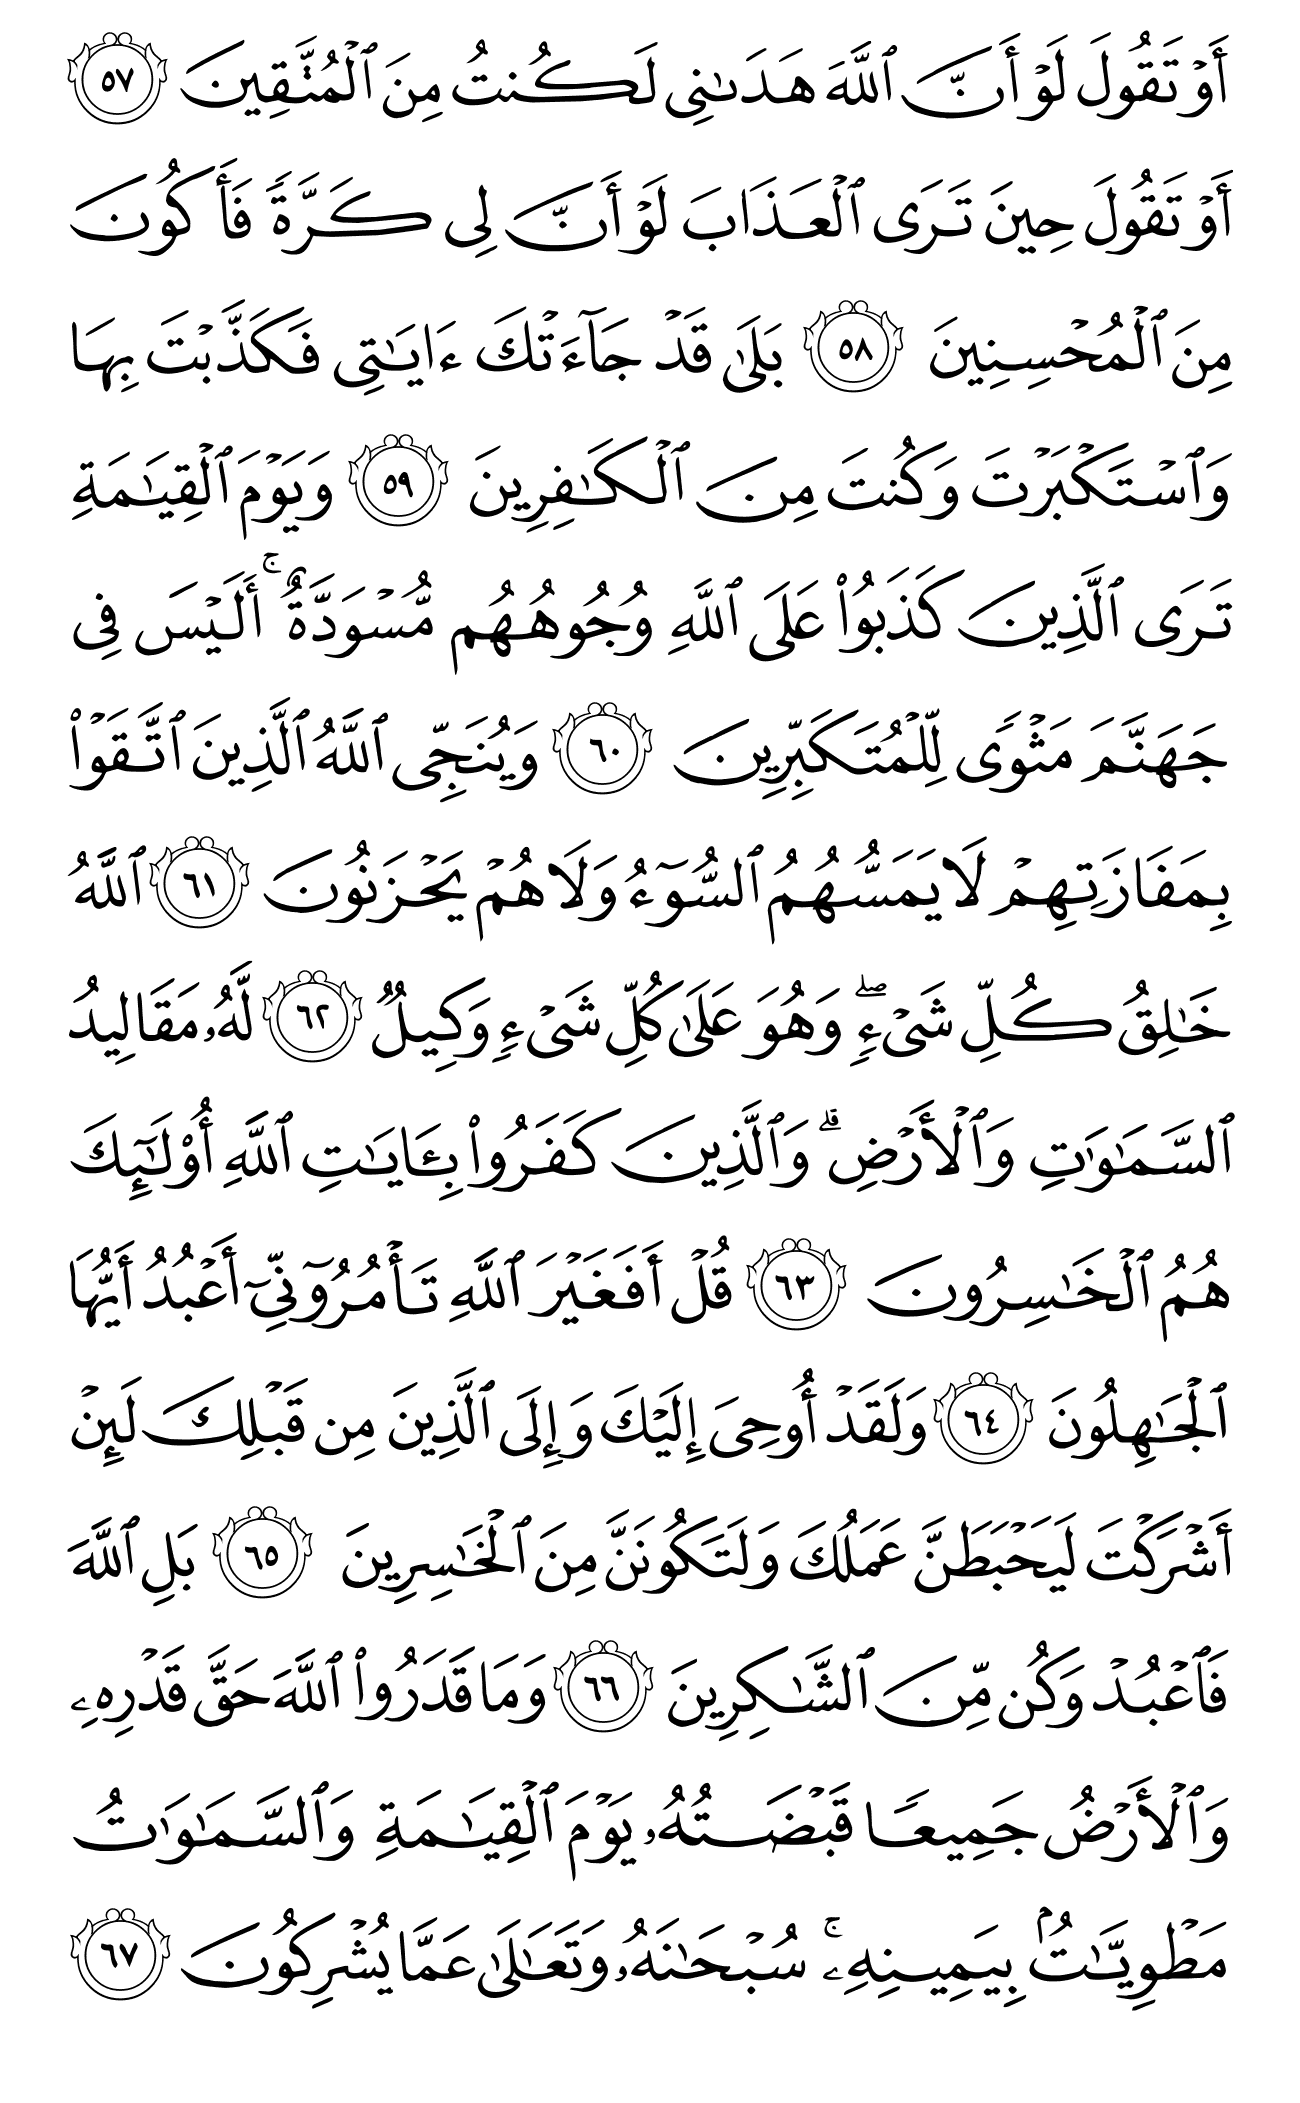 أَوْ تَقُولَ لَوْ أَنَّ ٱللَّهَ هَدَىٰنِى لَكُنتُ مِنَ ٱلْمُتَّقِينَ ٥٧
أَوْ تَقُولَ حِينَ تَرَى ٱلْعَذَابَ لَوْ أَنَّ لِى كَرَّةً فَأَكُونَ
مِنَ ٱلْمُحْسِنِينَ ٥٨ بَلَىٰ قَدْ جَآءَتْكَ ءَايَـٰتِى فَكَذَّبْتَ بِهَا
وَٱسْتَكْبَرْتَ وَكُنتَ مِنَ ٱلْكَـٰفِرِينَ ٥٩ وَيَوْمَ ٱلْقِيَـٰمَةِ
تَرَى ٱلَّذِينَ كَذَبُوا۟ عَلَى ٱللَّهِ وُجُوهُهُم مُّسْوَدَّةٌ ۚ أَلَيْسَ فِى
جَهَنَّمَ مَثْوًى لِّلْمُتَكَبِّرِينَ ٦٠ وَيُنَجِّى ٱللَّهُ ٱلَّذِينَ ٱتَّقَوْا۟
بِمَفَازَتِهِمْ لَا يَمَسُّهُمُ ٱلسُّوٓءُ وَلَا هُمْ يَحْزَنُونَ ٦١ ٱللَّهُ
خَـٰلِقُ كُلِّ شَىْءٍ ۖ وَهُوَ عَلَىٰ كُلِّ شَىْءٍ وَكِيلٌ ٦٢ لَّهُۥ مَقَالِيدُ
ٱلسَّمَـٰوَٰتِ وَٱلْأَرْضِ ۗ وَٱلَّذِينَ كَفَرُوا۟ بِـَٔايَـٰتِ ٱللَّهِ أُو۟لَـٰٓئِكَ
هُمُ ٱلْخَـٰسِرُونَ ٦٣ قُلْ أَفَغَيْرَ ٱللَّهِ تَأْمُرُوٓنِّىٓ أَعْبُدُ أَيُّهَا
ٱلْجَـٰهِلُونَ ٦٤ وَلَقَدْ أُوحِىَ إِلَيْكَ وَإِلَى ٱلَّذِينَ مِن قَبْلِكَ لَئِنْ
أَشْرَكْتَ لَيَحْبَطَنَّ عَمَلُكَ وَلَتَكُونَنَّ مِنَ ٱلْخَـٰسِرِينَ ٦٥ بَلِ ٱللَّهَ
فَٱعْبُدْ وَكُن مِّنَ ٱلشَّـٰكِرِينَ ٦٦ وَمَا قَدَرُوا۟ ٱللَّهَ حَقَّ قَدْرِهِۦ
وَٱلْأَرْضُ جَمِيعًا قَبْضَتُهُۥ يَوْمَ ٱلْقِيَـٰمَةِ وَٱلسَّمَـٰوَٰتُ
مَطْوِيَّـٰتٌۢ بِيَمِينِهِۦ ۚ سُبْحَـٰنَهُۥ وَتَعَـٰلَىٰ عَمَّا يُشْرِكُونَ ٦٧